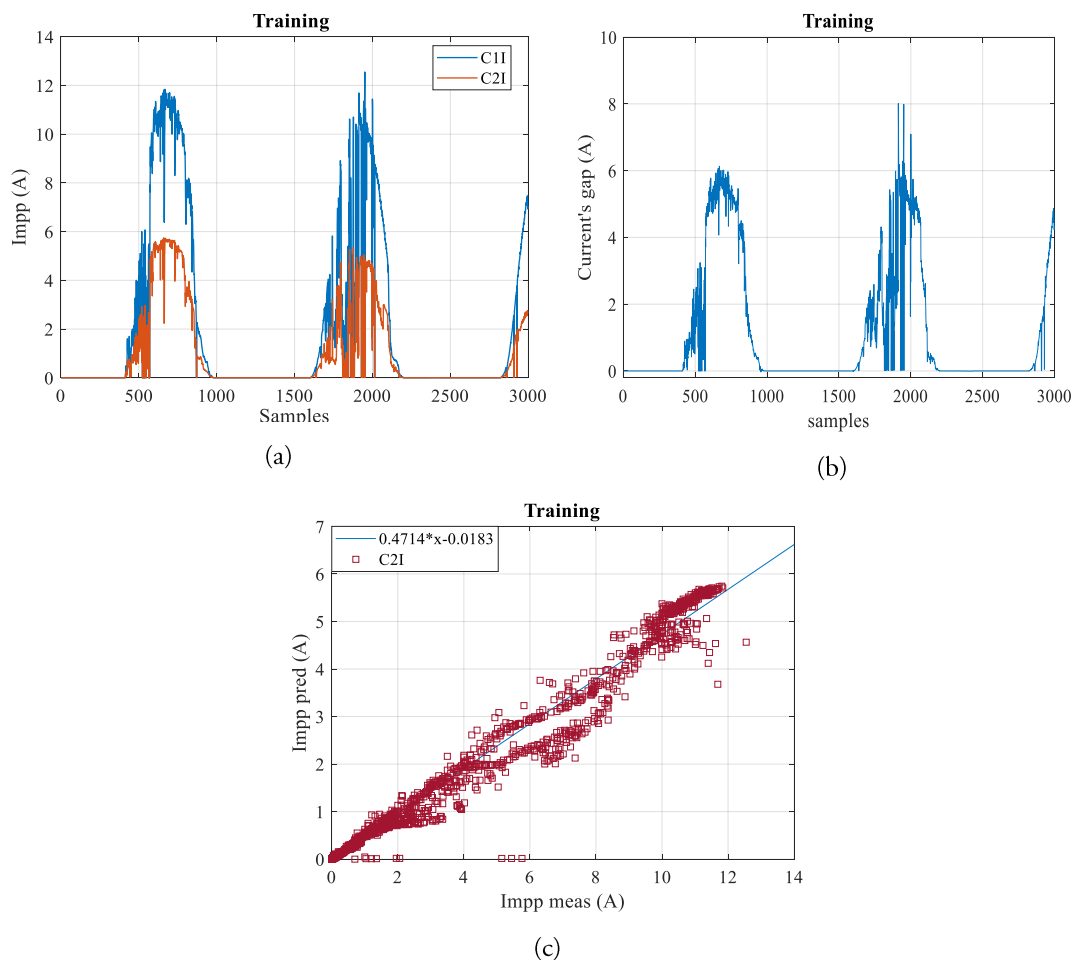 Training
14
12
10
8
6
4
2
0
Impp (A)
C1I
C2I
0 500 1000 1500 2000 2500 3000
Samples
(a)
Training
10
8
6
4
2
0
Current's gap (A)
0 500 1000 1500 2000 2500 3000
samples
(b)
Training
7
6
5
4
3
2
1
0
Impp pred (A)
0.4714*x-0.0183
C2I
0 2 4 6 8 10 12 14
Impp meas (A)
(c)